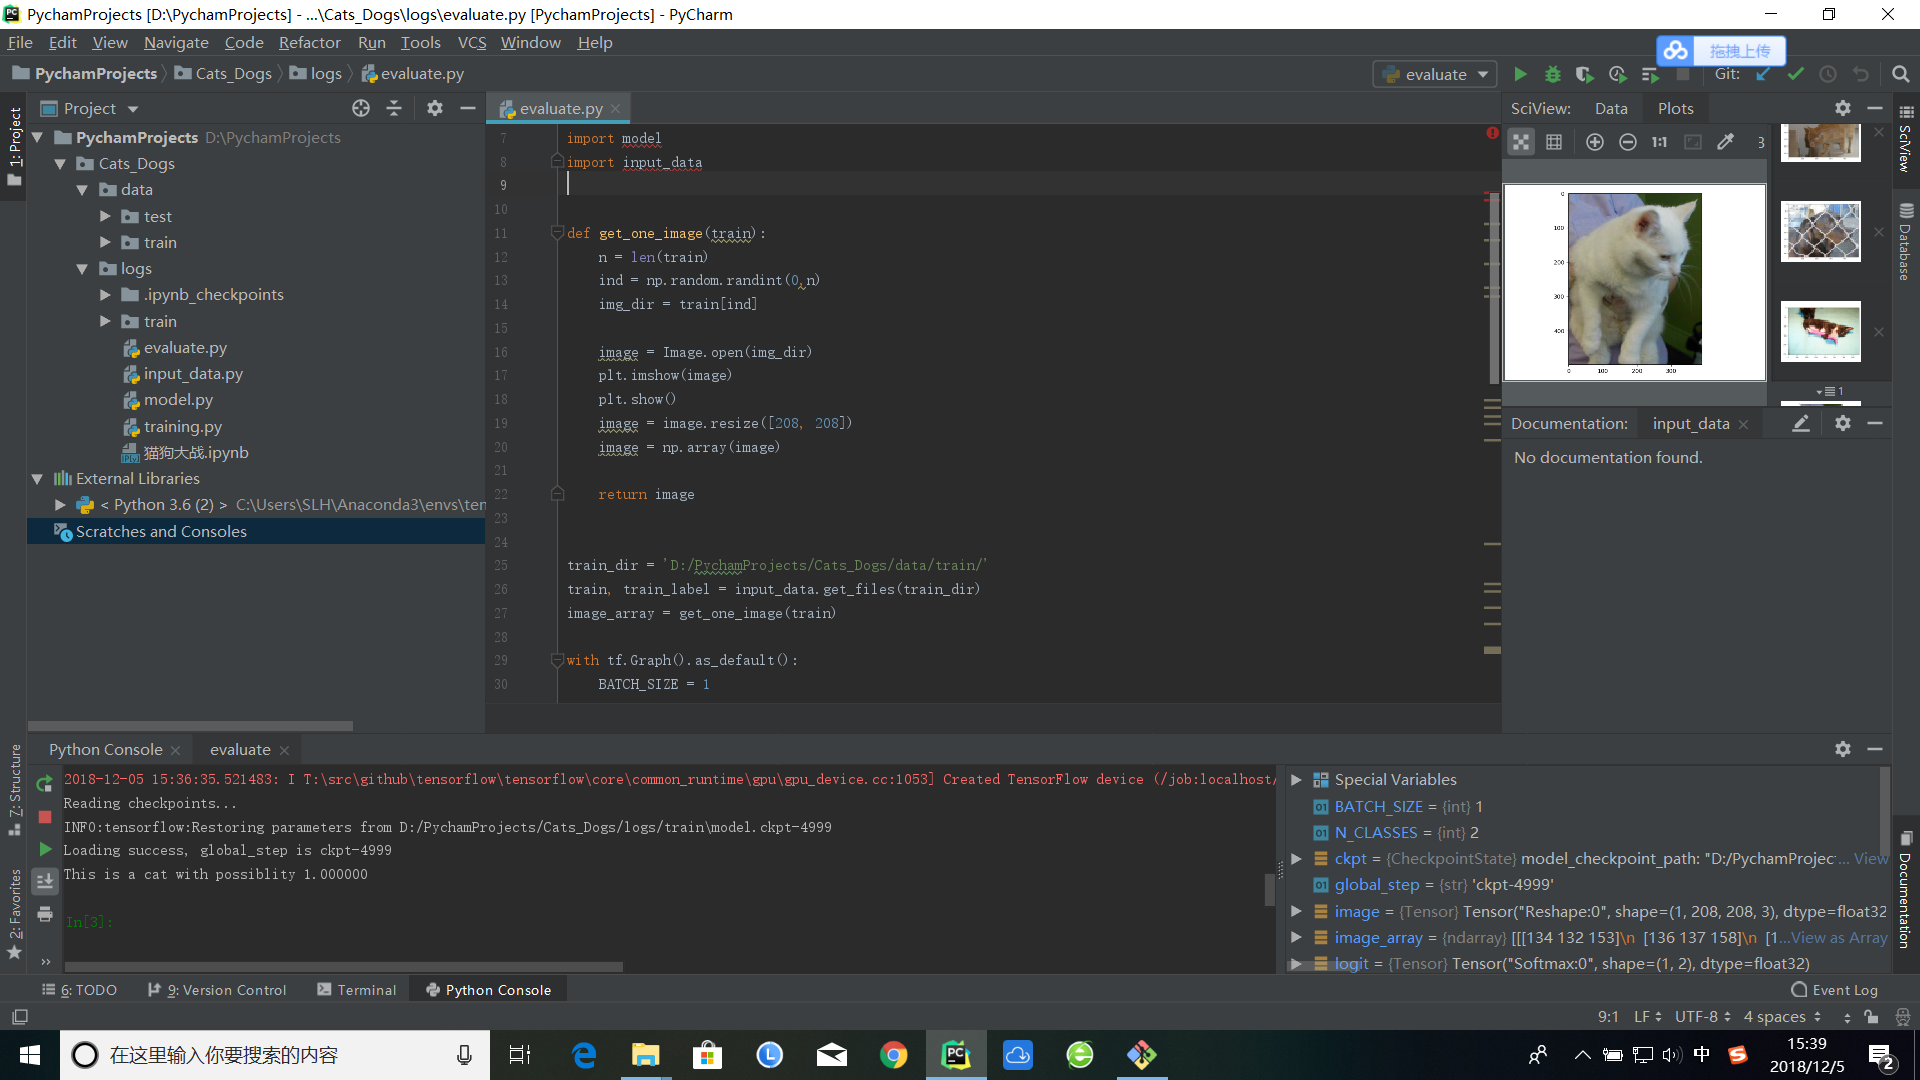 PychamProjects [D:\PychamProjects] - ...\Cats_Dogs\logs\evaluate.py [PychamProjects] - PyCharm
File Edit View Navigate Code Refactor Run Tools VCS Window Help
拖拽上传
PychamProjects Cats_Dogs logs evaluate.py
evaluate
Git:
1: Project
Project
PychamProjects D:\PychamProjects
Cats_Dogs
data
test
train
logs
.ipynb_checkpoints
train
evaluate.py
input_data.py
model.py
training.py
猫狗大战.ipynb
External Libraries
< Python 3.6 (2) > C:\Users\SLH\Anaconda3\envs\ten
Scratches and Consoles
evaluate.py
7 import model
8 import input_data
9
10
11 def get_one_image(train):
12 n = len(train)
13 ind = np.random.randint(0,n)
14 img_dir = train[ind]
15
16 image = Image.open(img_dir)
17 plt.imshow(image)
18 plt.show()
19 image = image.resize([208, 208])
20 image = np.array(image)
21
22 return image
23
24
25 train_dir = 'D:/PychamProjects/Cats_Dogs/data/train/'
26 train, train_label = input_data.get_files(train_dir)
27 image_array = get_one_image(train)
28
29 with tf.Graph().as_default():
30 BATCH_SIZE = 1
SciView: Data Plots
1:1
3
0
100
200
300
400
0 100 200 300
1
SciView
Database
Documentation: input_data
No documentation found.
Documentation
7: Structure
2: Favorites
Python Console evaluate
2018-12-05 15:36:35.521483: I T:\src\github\tensorflow\tensorflow\core\common_runtime\gpu\gpu_device.cc:1053] Created TensorFlow device (/job:localhost/
Reading checkpoints...
INFO:tensorflow:Restoring parameters from D:/PychamProjects/Cats_Dogs/logs/train\model.ckpt-4999
Loading success, global_step is ckpt-4999
This is a cat with possiblity 1.000000
In[3]:
Special Variables
BATCH_SIZE = {int} 1
N_CLASSES = {int} 2
ckpt = {CheckpointState} model_checkpoint_path: "D:/PychamProjec... View
global_step = {str} 'ckpt-4999'
image = {Tensor} Tensor("Reshape:0", shape=(1, 208, 208, 3), dtype=float32
image_array = {ndarray} [[[134 132 153]\n [136 137 158]\n [1...View as Array
logit = {Tensor} Tensor("Softmax:0", shape=(1, 2), dtype=float32)
6: TODO 9: Version Control Terminal Python Console Event Log
9:1 LF UTF-8 4 spaces
在这里输入你要搜索的内容
中
15:39
2018/12/5
2